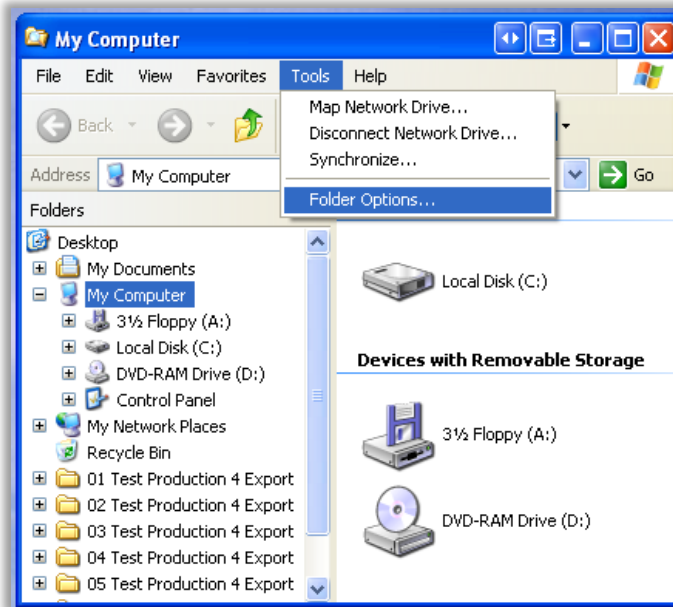 My Computer
File Edit View Favorites Tools Help
Map Network Drive...
Disconnect Network Drive...
Synchronize...
Folder Options...
Back
Address My Computer Go
Folders
Desktop
My Documents
My Computer
3½ Floppy (A:)
Local Disk (C:)
DVD-RAM Drive (D:)
Control Panel
My Network Places
Recycle Bin
01 Test Production 4 Export
02 Test Production 4 Export
03 Test Production 4 Export
04 Test Production 4 Export
05 Test Production 4 Export
Local Disk (C:)
Devices with Removable Storage
3½ Floppy (A:)
DVD-RAM Drive (D:)